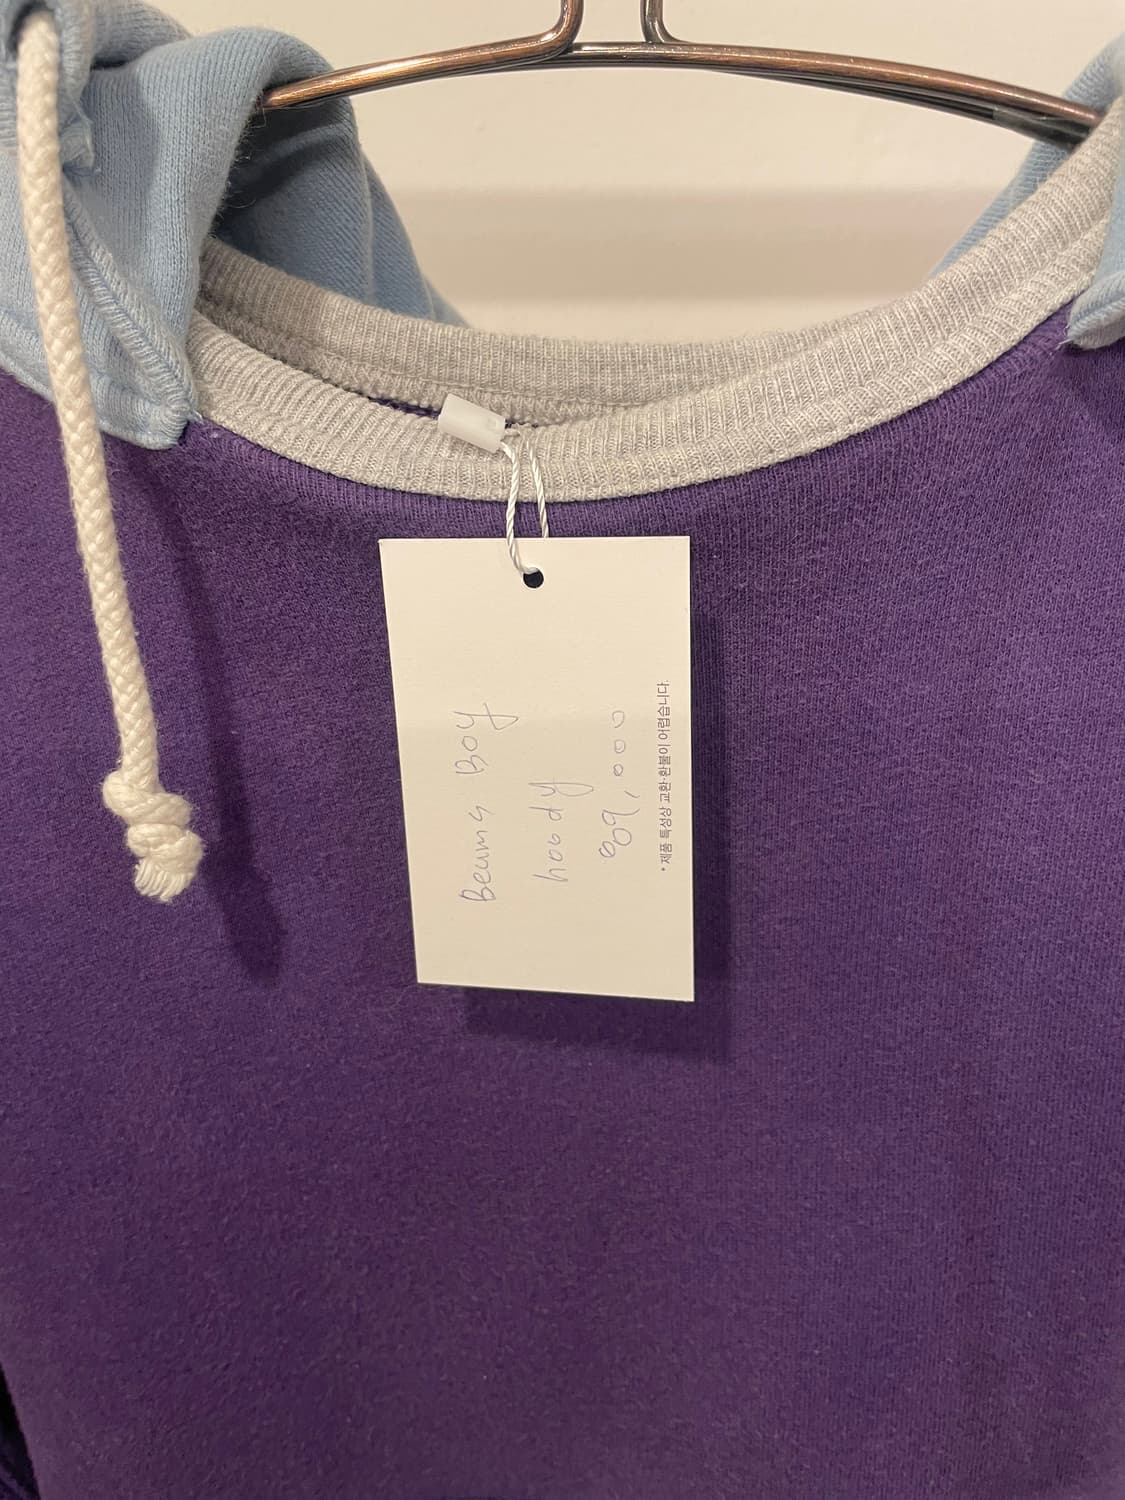 Beams Boy
hoody
89,000
* 제품 특성상 교환·환불이 어렵습니다.